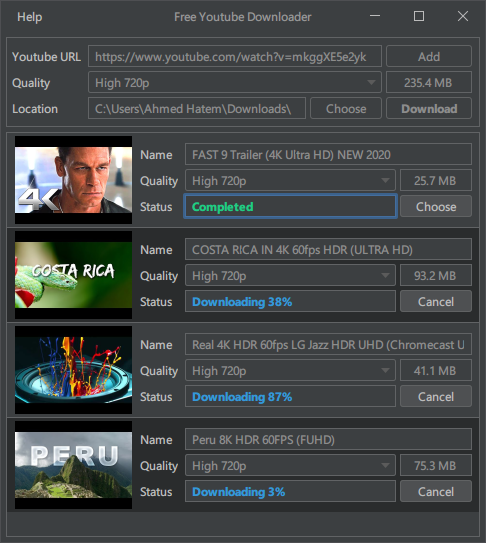 Help Free Youtube Downloader
Youtube URL https://www.youtube.com/watch?v=mkggXE5e2yk Add
Quality High 720p 235.4 MB
Location C:\Users\Ahmed Hatem\Downloads\ Choose Download
4K
Name FAST 9 Trailer (4K Ultra HD) NEW 2020
Quality High 720p 25.7 MB
Status Completed Choose
COSTA RICA
Name COSTA RICA IN 4K 60fps HDR (ULTRA HD)
Quality High 720p 93.2 MB
Status Downloading 38% Cancel
Name Real 4K HDR 60fps LG Jazz HDR UHD (Chromecast U
Quality High 720p 41.1 MB
Status Downloading 87% Cancel
PERU
Name Peru 8K HDR 60FPS (FUHD)
Quality High 720p 75.3 MB
Status Downloading 3% Cancel